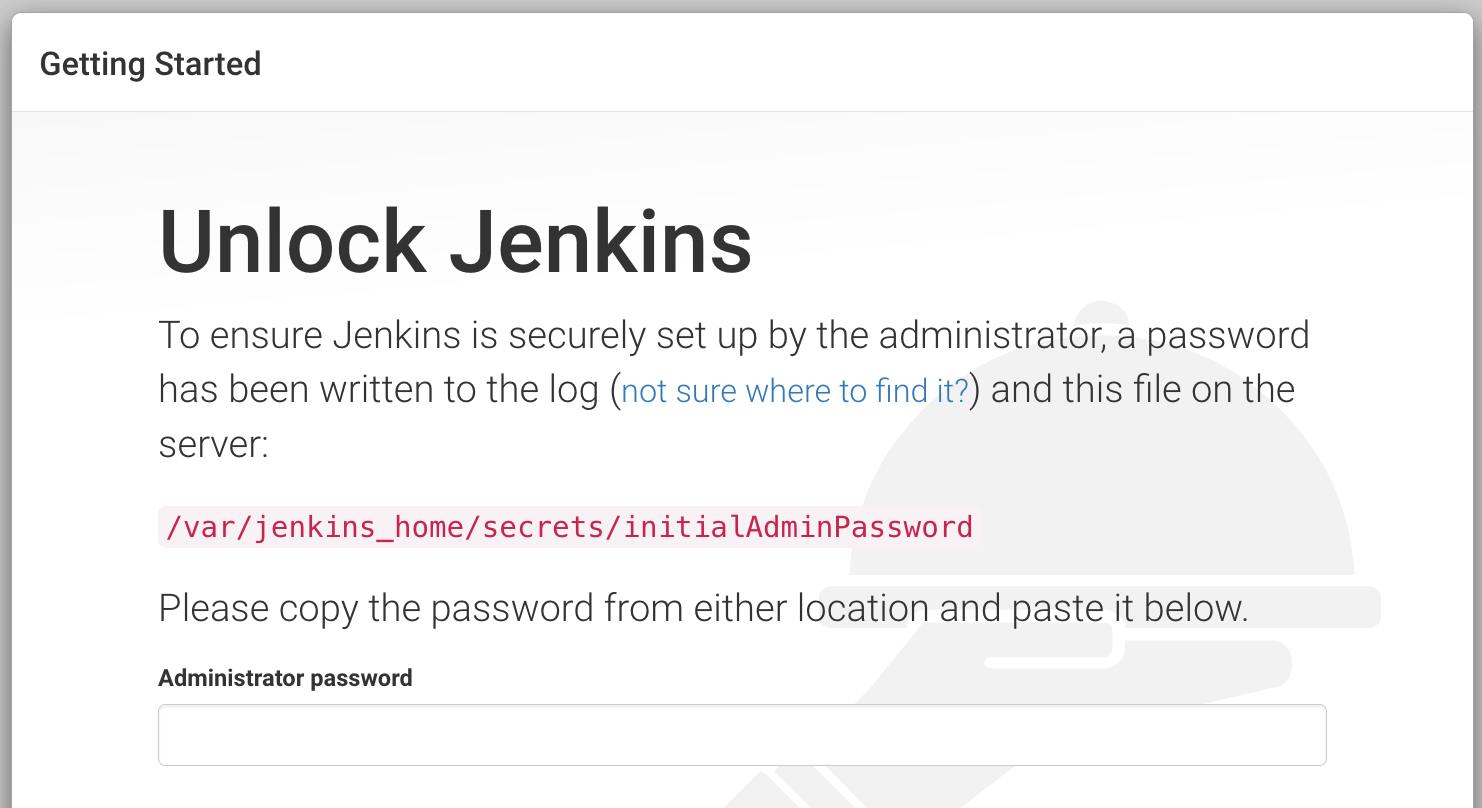 Getting Started
Unlock Jenkins
To ensure Jenkins is securely set up by the administrator, a password
has been written to the log (not sure where to find it?) and this file on the
server:
/var/jenkins_home/secrets/initialAdminPassword
Please copy the password from either location and paste it below.
Administrator password